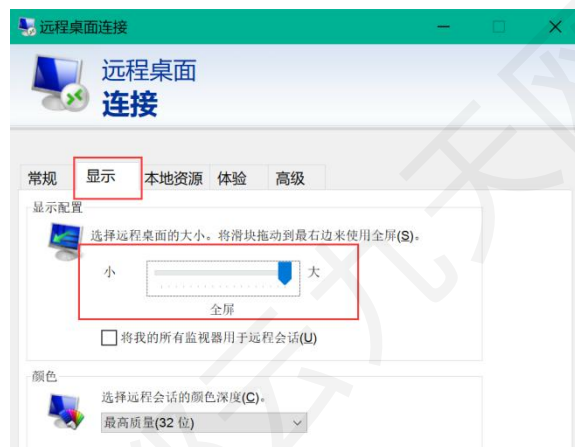 远程桌面连接
远程桌面
连接
常规 显示 本地资源 体验 高级
显示配置
选择远程桌面的大小。将滑块拖动到最右边来使用全屏(S)。
小 大
全屏
将我的所有监视器用于远程会话(U)
颜色
选择远程会话的颜色深度(C)。
最高质量(32 位)